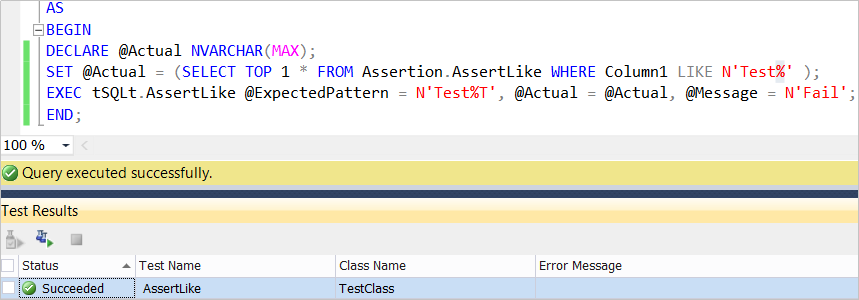 AS
BEGIN
DECLARE @Actual NVARCHAR(MAX);
SET @Actual = (SELECT TOP 1 * FROM Assertion.AssertLike WHERE Column1 LIKE N'Test%' );
EXEC tSQLt.AssertLike @ExpectedPattern = N'Test%T', @Actual = @Actual, @Message = N'Fail';
END;
100 %
Query executed successfully.
Test Results
Status Test Name Class Name Error Message
Succeeded AssertLike TestClass